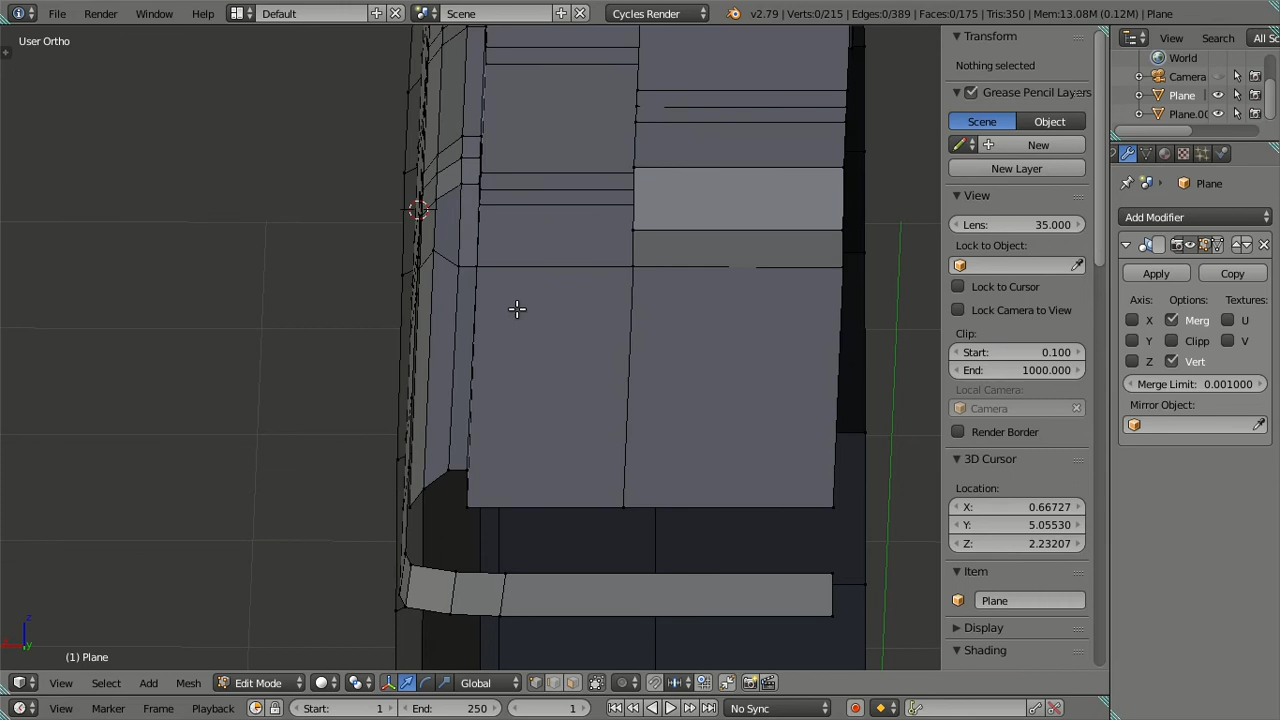 File Render Window Help Default Scene Cycles Render v2.79 | Verts:0/215 | Edges:0/389 | Faces:0/175 | Tris:350 | Mem:13.08M (0.12M) | Plane
User Ortho
Transform
Nothing selected
Grease Pencil Layers
Scene Object
New
New Layer
View
Lens: 35.000
Lock to Object:
Lock to Cursor
Lock Camera to View
Clip:
Start: 0.100
End: 1000.000
Local Camera:
Camera
Render Border
3D Cursor
Location:
X: 0.66727
Y: 5.05530
Z: 2.23207
Item
Plane
Display
Shading
View Search All Sc
World
Camera
Plane
Plane.00
Plane
Add Modifier
Apply Copy
Axis: Options: Textures:
X Merg U
Y Clipp V
Z Vert
Merge Limit: 0.001000
Mirror Object:
z
y
(1) Plane
View Select Add Mesh Edit Mode Global
View Marker Frame Playback Start: 1 End: 250 1 No Sync